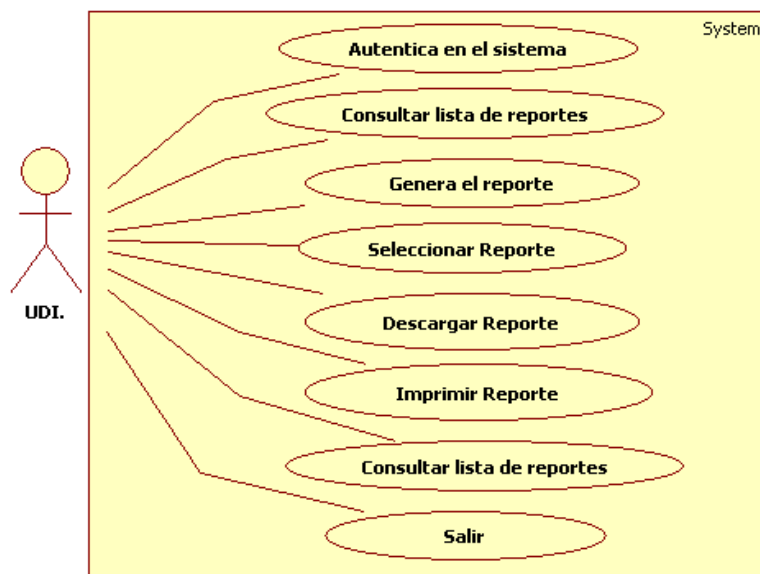 System
Autentica en el sistema
Consultar lista de reportes
Genera el reporte
Seleccionar Reporte
UDI.
Descargar Reporte
Imprimir Reporte
Consultar lista de reportes
Salir